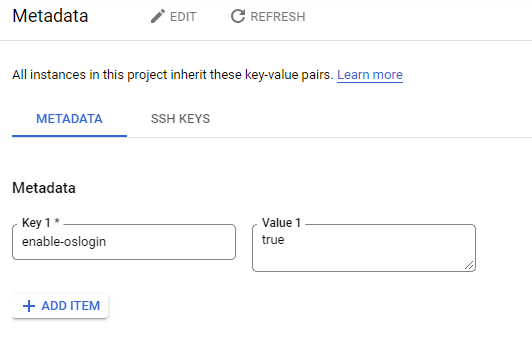 Metadata
EDIT
REFRESH
All instances in this project inherit these key-value pairs. Learn more
METADATA
SSH KEYS
Metadata
Key 1 *
Value 1
enable-oslogin
true
ADD ITEM